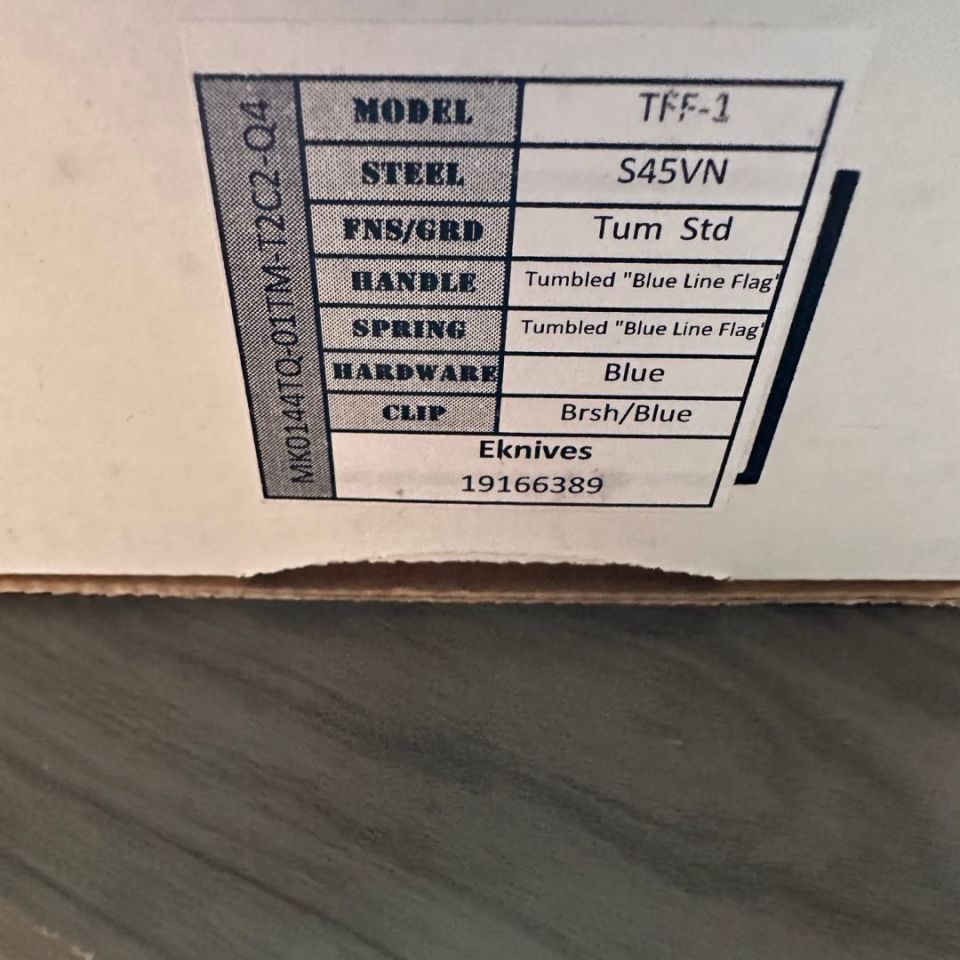 MK0144TQ-01TM-T2C2-Q4
MODEL TFF-1
STEEL S45VN
FNS/GRD Tum Std
HANDLE Tumbled "Blue Line Flag"
SPRING Tumbled "Blue Line Flag"
HARDWARE Blue
CLIP Brsh/Blue
Eknives
19166389